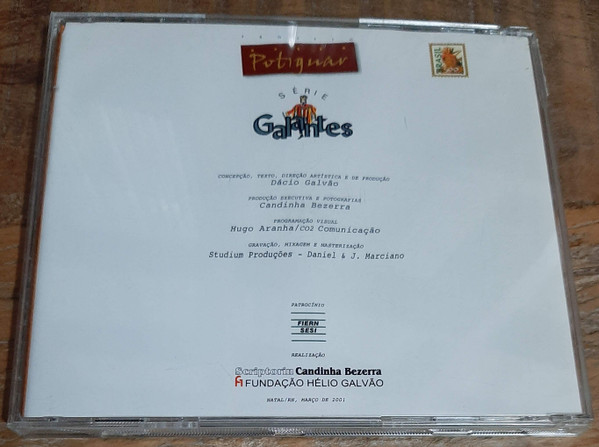 Potiguar
BRASIL
SÉRIE
Galantes
CONCEPÇÃO, TEXTO, DIREÇÃO ARTÍSTICA E DE PRODUÇÃO
Dácio Galvão
PRODUÇÃO EXECUTIVA E FOTOGRAFIAS
Candinha Bezerra
PROGRAMAÇÃO VISUAL
Hugo Aranha/CO2 Comunicação
GRAVAÇÃO, MIXAGEM E MASTERIZAÇÃO
Studium Produções - Daniel & J. Marciano
PATROCÍNIO
FIERN
SESI
REALIZAÇÃO
Scriptorin Candinha Bezerra
FUNDAÇÃO HÉLIO GALVÃO
NATAL/RN, MARÇO DE 2001